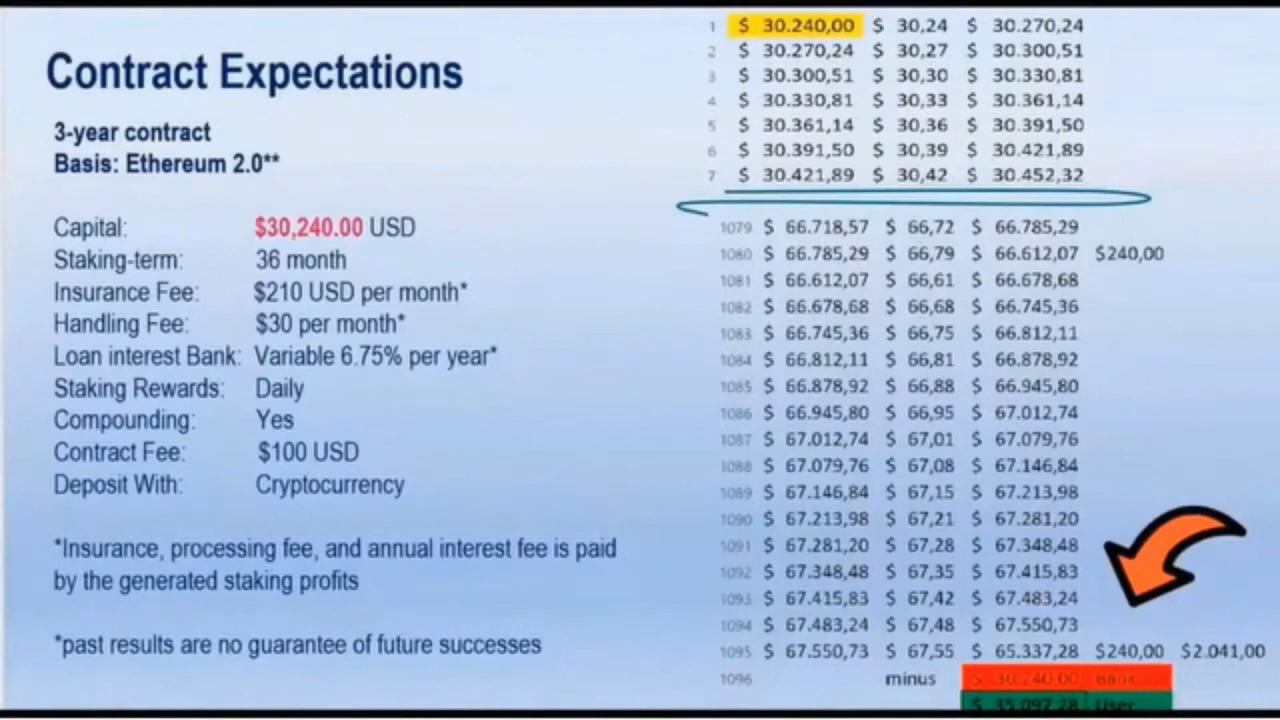 Contract Expectations
3-year contract
Basis: Ethereum 2.0**
Capital: $30,240.00 USD
Staking-term: 36 month
Insurance Fee: $210 USD per month*
Handling Fee: $30 per month*
Loan interest Bank: Variable 6.75% per year*
Staking Rewards: Daily
Compounding: Yes
Contract Fee: $100 USD
Deposit With: Cryptocurrency
*Insurance, processing fee, and annual interest fee is paid
by the generated staking profits
*past results are no guarantee of future successes
1 $ 30.240,00 $ 30,24 $ 30.270,24
2 $ 30.270,24 $ 30,27 $ 30.300,51
3 $ 30.300,51 $ 30,30 $ 30.330,81
4 $ 30.330,81 $ 30,33 $ 30.361,14
5 $ 30.361,14 $ 30,36 $ 30.391,50
6 $ 30.391,50 $ 30,39 $ 30.421,89
7 $ 30.421,89 $ 30,42 $ 30.452,32
1079 $ 66.718,57 $ 66,72 $ 66.785,29
1080 $ 66.785,29 $ 66,79 $ 66.612,07 $240,00
1081 $ 66.612,07 $ 66,61 $ 66.678,68
1082 $ 66.678,68 $ 66,68 $ 66.745,36
1083 $ 66.745,36 $ 66,75 $ 66.812,11
1084 $ 66.812,11 $ 66,81 $ 66.878,92
1085 $ 66.878,92 $ 66,88 $ 66.945,80
1086 $ 66.945,80 $ 66,95 $ 67.012,74
1087 $ 67.012,74 $ 67,01 $ 67.079,76
1088 $ 67.079,76 $ 67,08 $ 67.146,84
1089 $ 67.146,84 $ 67,15 $ 67.213,98
1090 $ 67.213,98 $ 67,21 $ 67.281,20
1091 $ 67.281,20 $ 67,28 $ 67.348,48
1092 $ 67.348,48 $ 67,35 $ 67.415,83
1093 $ 67.415,83 $ 67,42 $ 67.483,24
1094 $ 67.483,24 $ 67,48 $ 67.550,73
1095 $ 67.550,73 $ 67,55 $ 65.337,28 $240,00 $2.041,00
1096 minus $ 30.240,00 Bank
$ 35.097,28 User